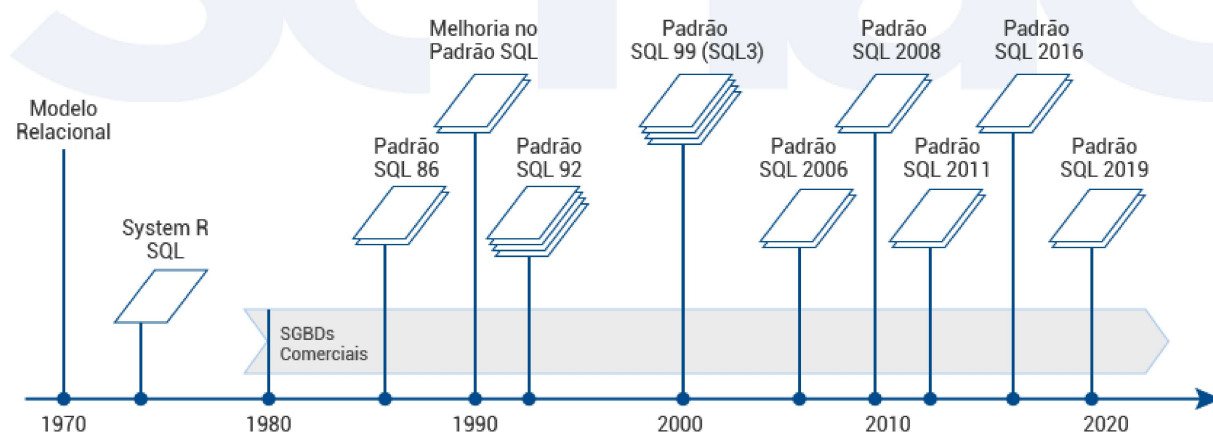 Melhoria no
Padrão SQL
Padrão
SQL 99 (SQL3)
Padrão
SQL 2008
Padrão
SQL 2016
Modelo
Relacional
Padrão
SQL 86
Padrão
SQL 92
Padrão
SQL 2006
Padrão
SQL 2011
Padrão
SQL 2019
System R
SQL
SGBDs
Comerciais
1970
1980
1990
2000
2010
2020